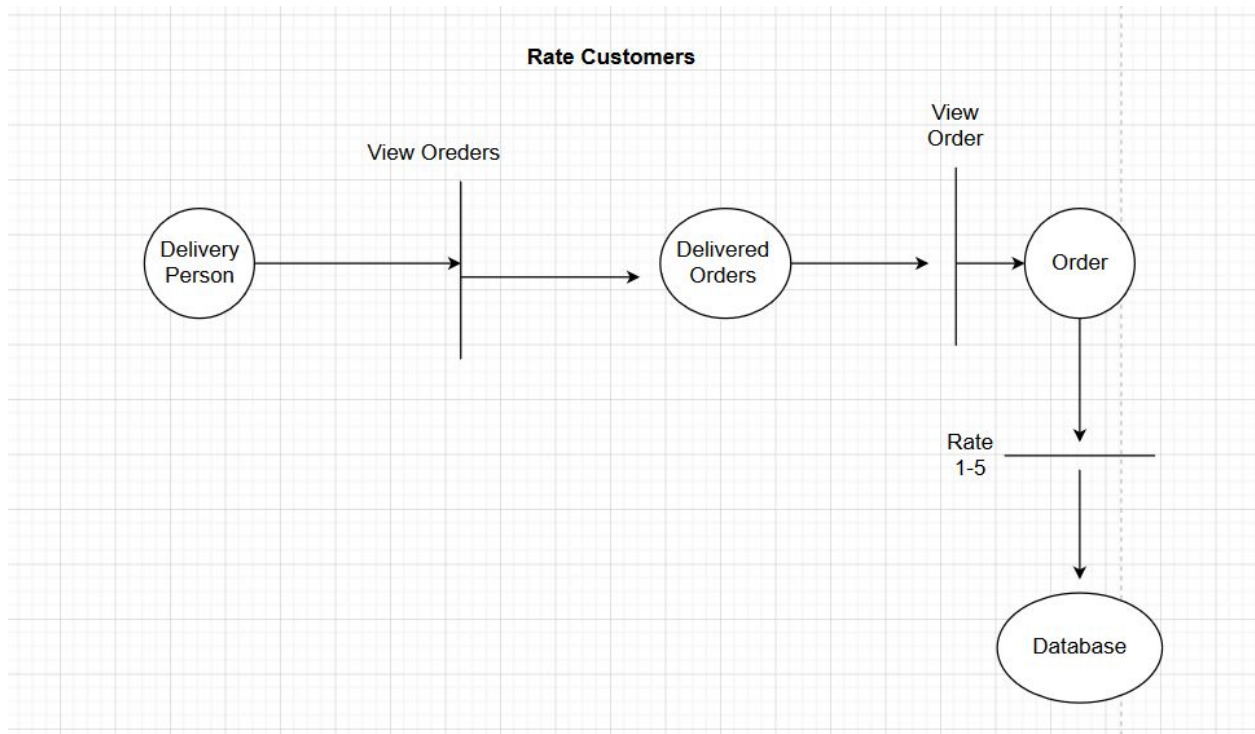 Rate Customers
View
Order
View Oreders
Delivery
Person
Delivered
Orders
Order
Rate
1-5
Database